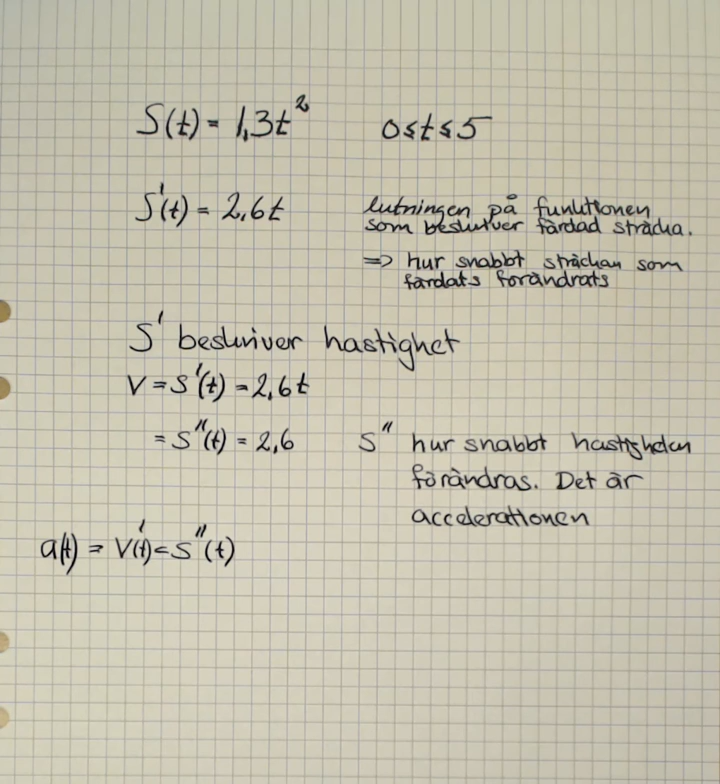 S(t) = 1,3t² 0≤t≤5
S'(t) = 2,6t lutningen på funktionen
som beskriver färdad sträcka.
=> hur snabbt sträckan som
färdats förändrats
S' beskriver hastighet
V = S'(t) = 2,6t
= S''(t) = 2,6 S'' hur snabbt hastigheten
förändras. Det är
accelerationen
a(t) = V'(t) = S''(t)